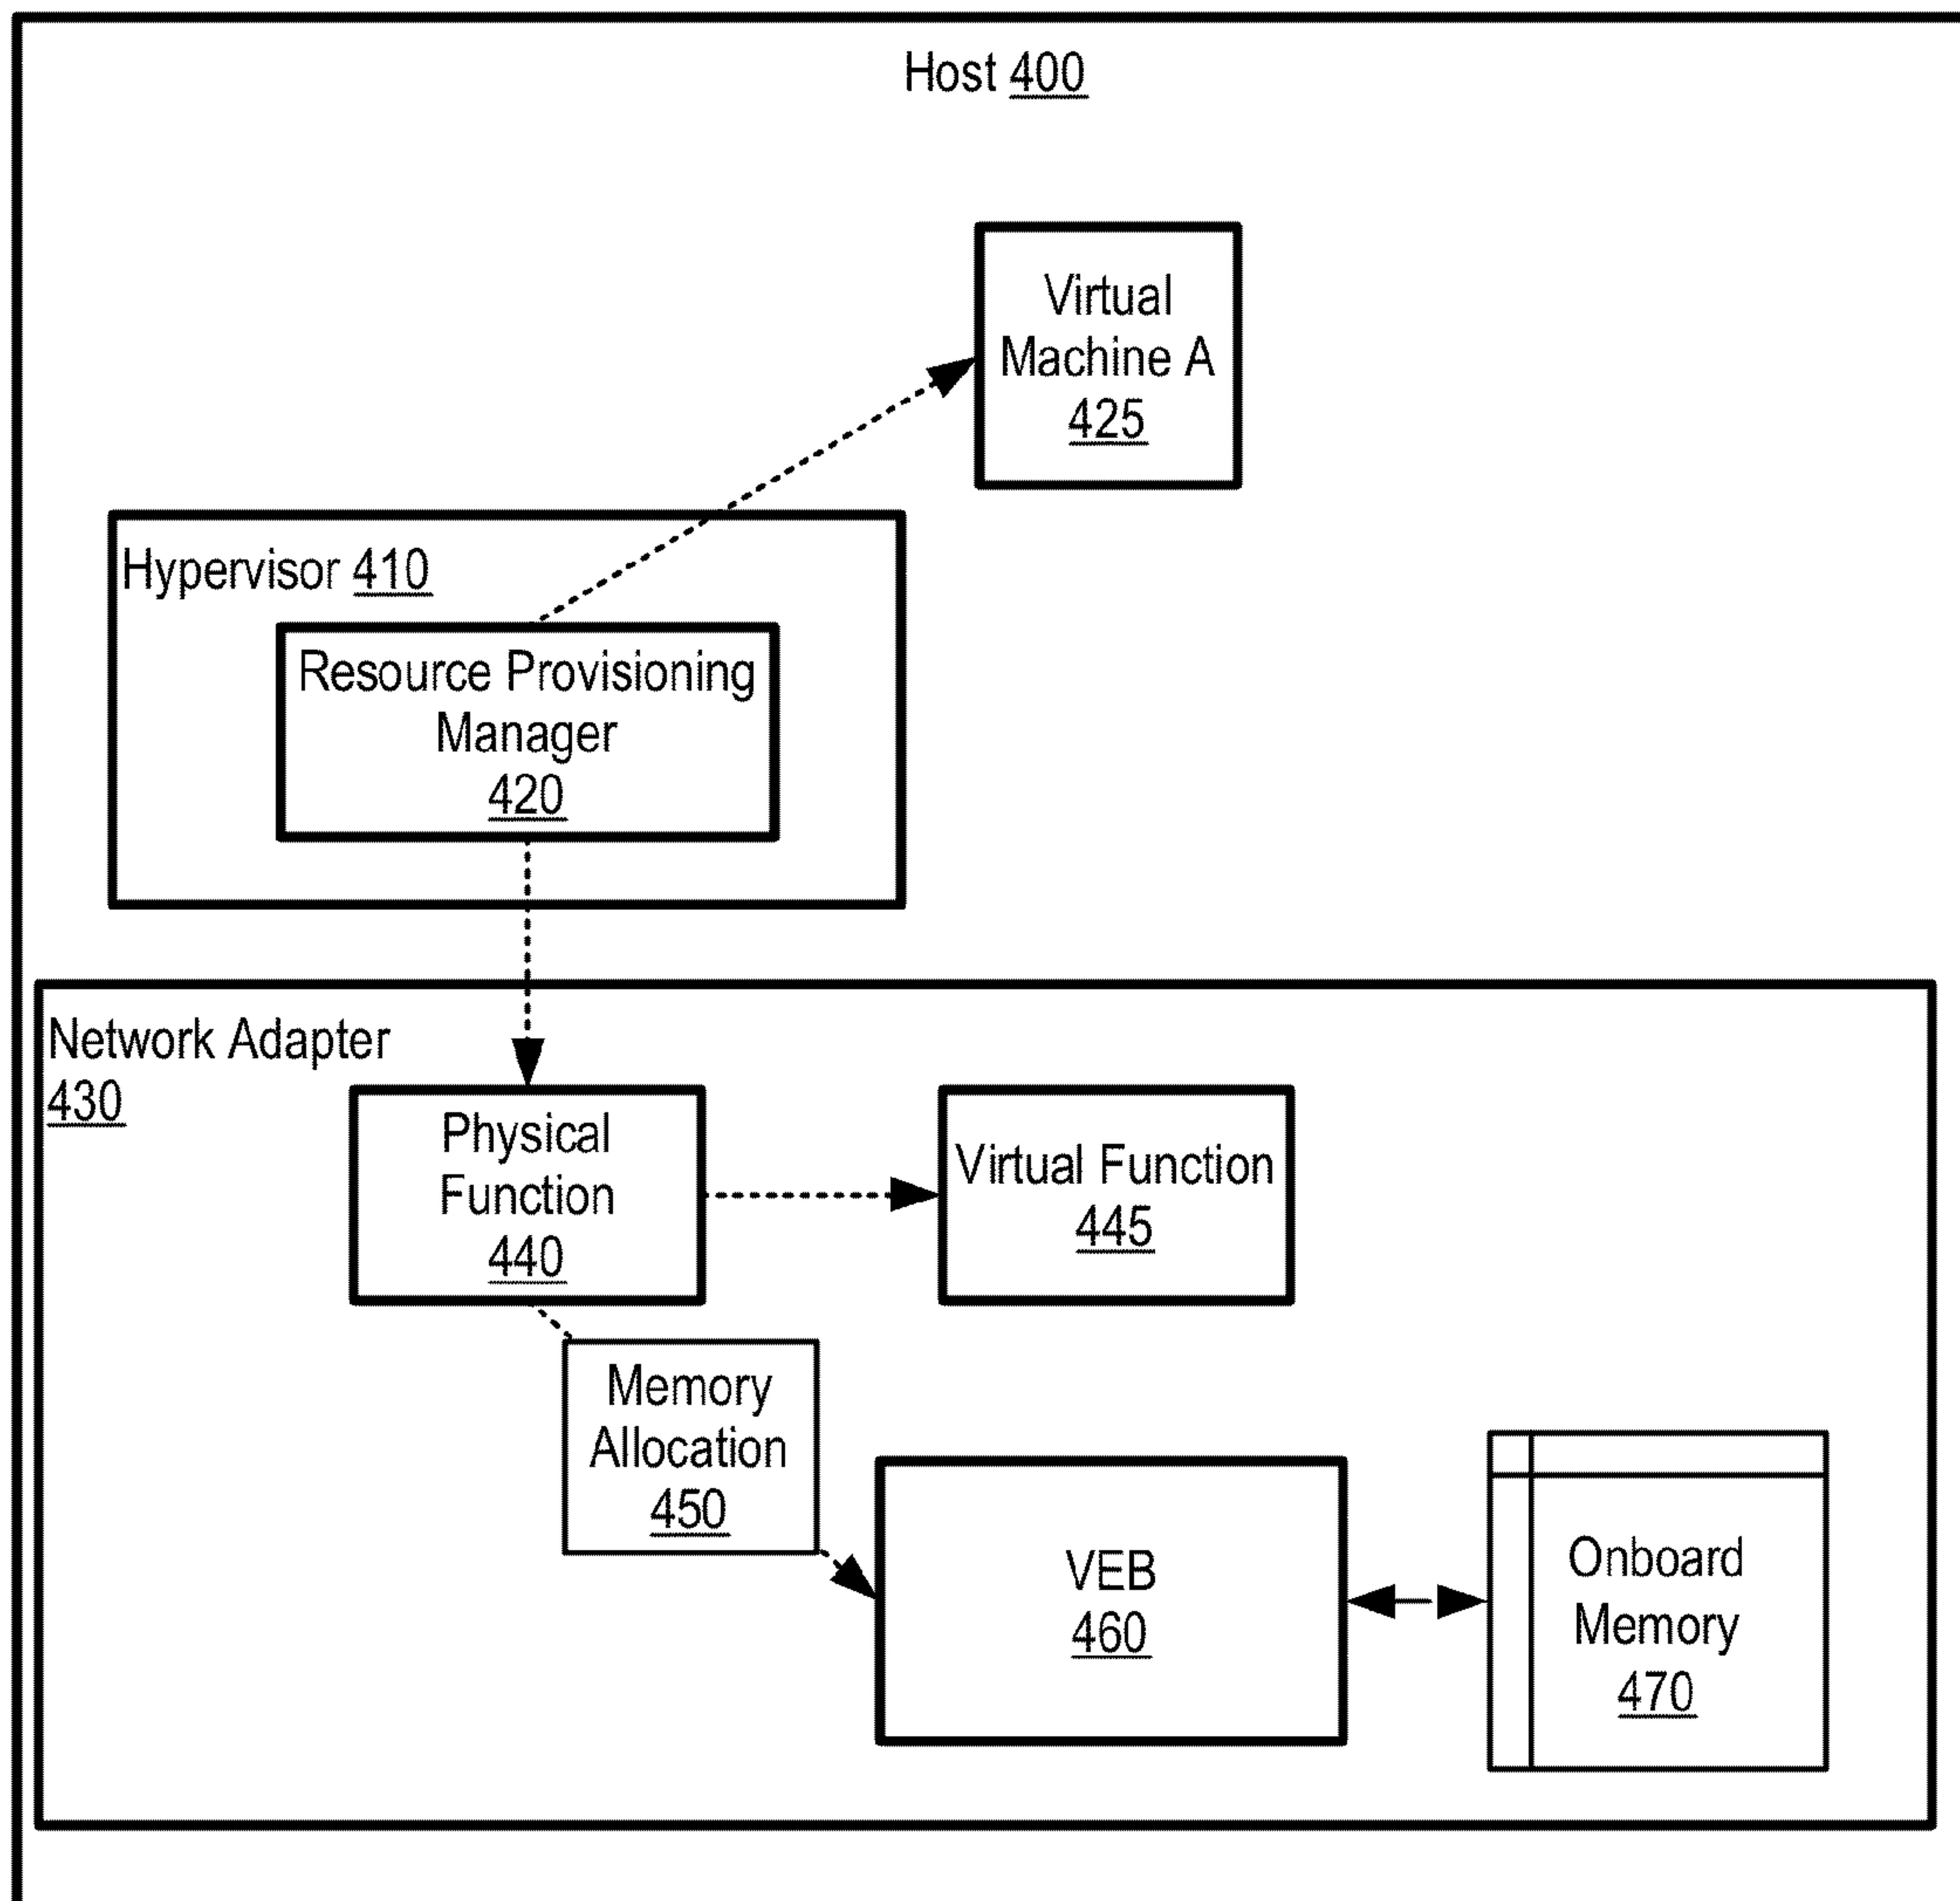 Host 400
Virtual
Machine A
425
Hypervisor 410
Resource Provisioning
Manager
420
Network Adapter
430
Physical
Function
440
Virtual Function
445
Memory
Allocation
450
VEB
460
Onboard
Memory
470